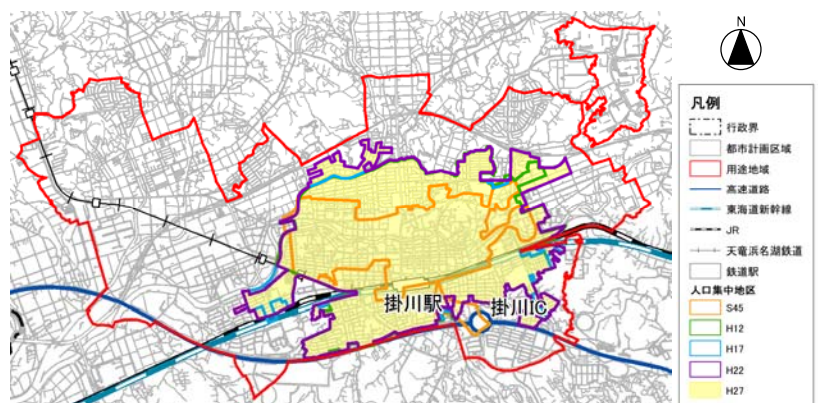 N
凡例
行政界
都市計画区域
用途地域
高速道路
東海道新幹線
JR
天竜浜名湖鉄道
鉄道駅
人口集中地区
S45
H12
H17
H22
H27
掛川駅
掛川IC